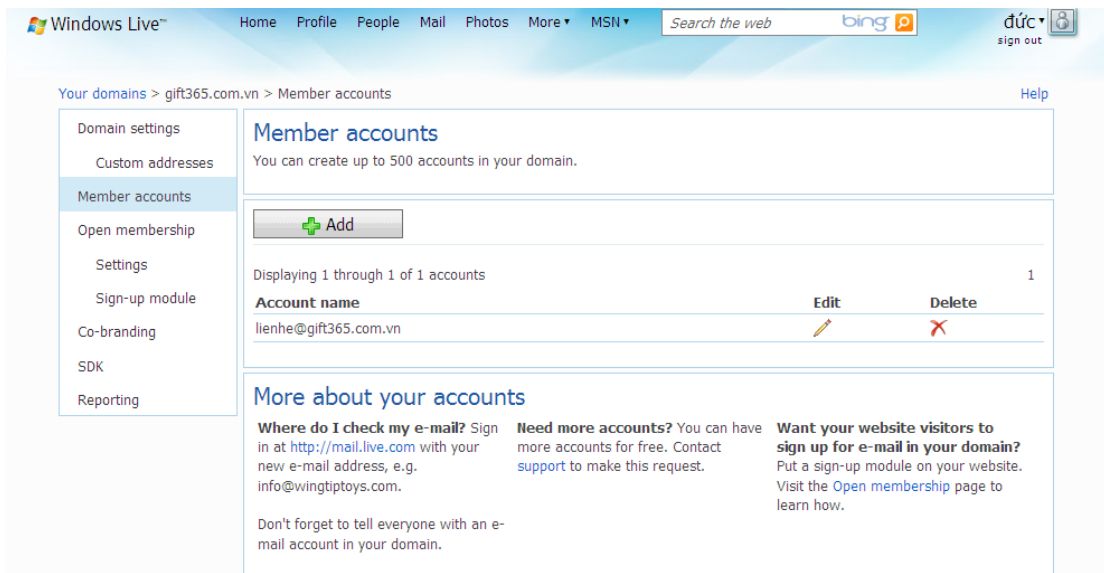 Windows Live™ Home Profile People Mail Photos More ▾ MSN ▾ Search the web bing đức ▾
sign out
Your domains > gift365.com.vn > Member accounts Help
Domain settings
Custom addresses
Member accounts
Open membership
Settings
Sign-up module
Co-branding
SDK
Reporting
Member accounts
You can create up to 500 accounts in your domain.
Add
Displaying 1 through 1 of 1 accounts 1
Account name Edit Delete
lienhe@gift365.com.vn
More about your accounts
Where do I check my e-mail? Sign
in at http://mail.live.com with your
new e-mail address, e.g.
info@wingtiptoys.com.
Don't forget to tell everyone with an e-
mail account in your domain.
Need more accounts? You can have
more accounts for free. Contact
support to make this request.
Want your website visitors to
sign up for e-mail in your domain?
Put a sign-up module on your website.
Visit the Open membership page to
learn how.